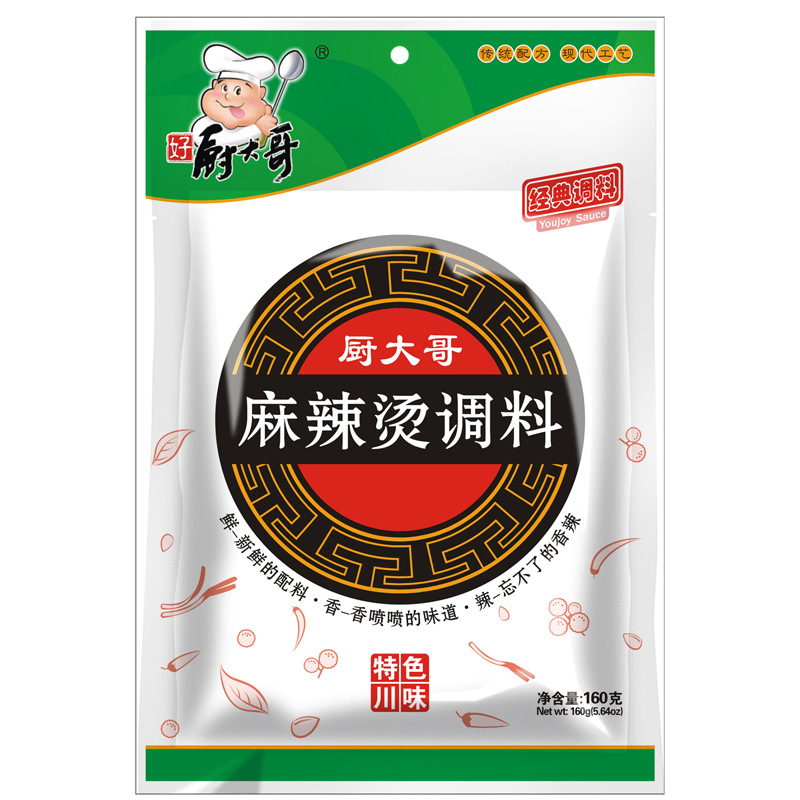 传统配方 现代工艺
®
好
厨大哥
经典调料
Youjoy Sauce
厨大哥
麻辣烫调料
鲜-新鲜的配料·香-香喷喷的味道·辣-忘不了的香辣
特色
川味
净含量:160克
Net wt: 160g(5.64oz)